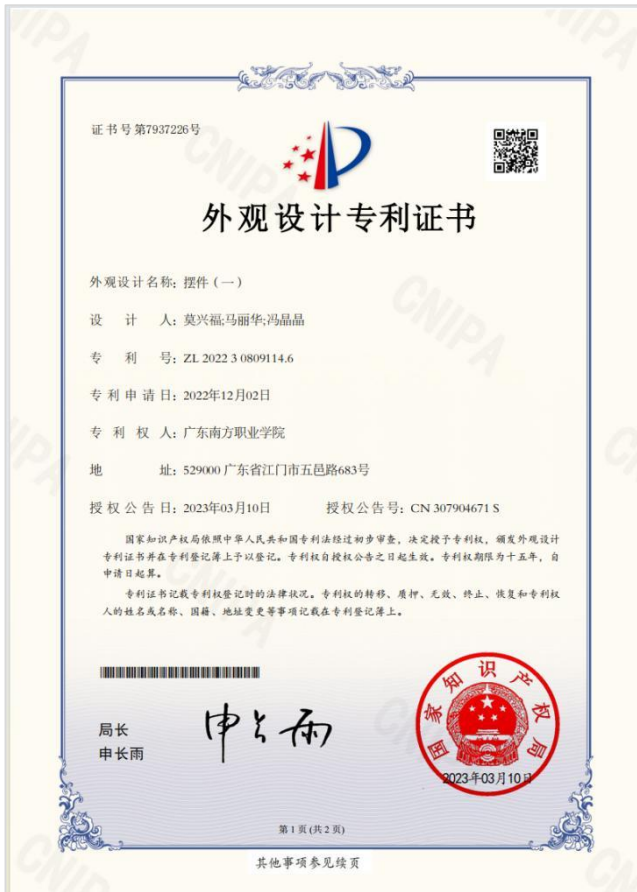 证书号第7937226号
外观设计专利证书
外观设计名称：摆件（一）
设计人：莫兴福;马丽华;冯晶晶
专利号：ZL 2022 3 0809114.6
专利申请日：2022年12月02日
专利权人：广东南方职业学院
地址：529000 广东省江门市五邑路683号
授权公告日：2023年03月10日 授权公告号：CN 307904671 S
国家知识产权局依照中华人民共和国专利法经过初步审查，决定授予专利权，颁发外观设计
专利证书并在专利登记簿上予以登记。专利权自授权公告之日起生效。专利权期限为十五年，自
申请日起算。
专利证书记载专利权登记时的法律状况。专利权的转移、质押、无效、终止、恢复和专利权
人的姓名或名称、国籍、地址变更等事项记载在专利登记簿上。
局长
申长雨
申长雨
国家知识产权局
2023年03月10日
第 1 页 (共 2 页)
其他事项参见续页
CNIPA